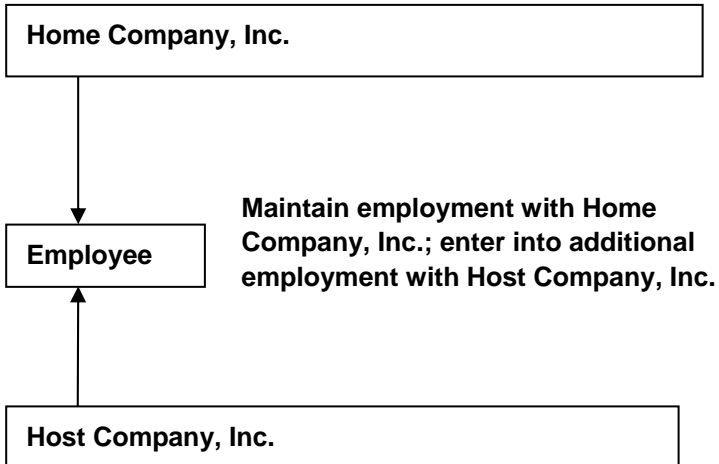 Home Company, Inc.
Maintain employment with Home
Company, Inc.; enter into additional
employment with Host Company, Inc.
Employee
Host Company, Inc.